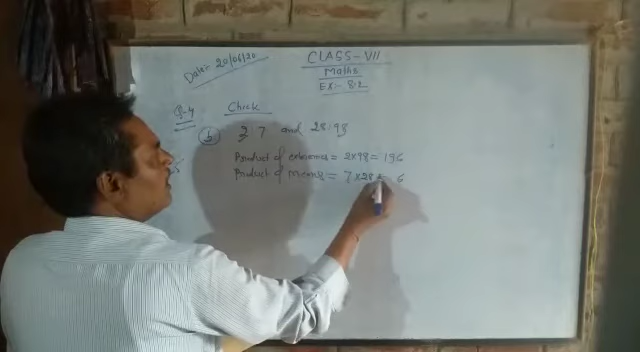 Date:- 20/06/20
CLASS - VII
Maths
EX:- 8.2
Q-4
Check
b. 2:7 and 28:98
Product of extremes = 2×98 = 196
Product of Means = 7×28 = 6